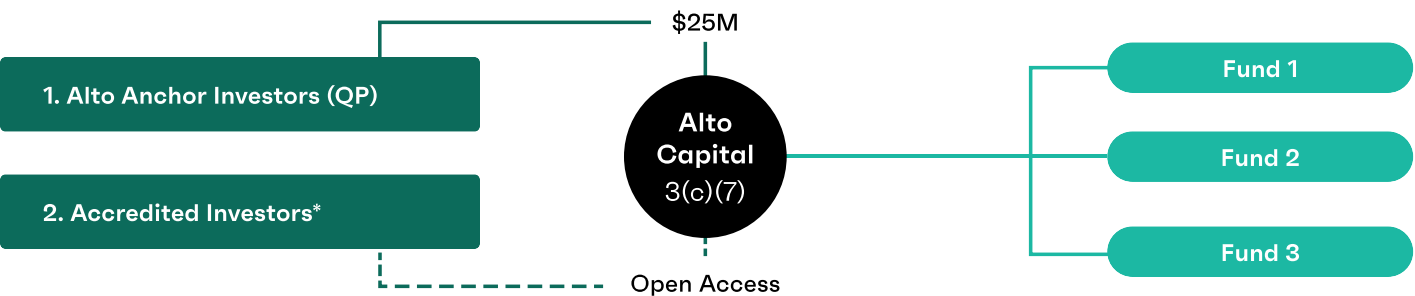 $25M
1. Alto Anchor Investors (QP)
2. Accredited Investors*
Alto
Capital
3(c)(7)
Open Access
Fund 1
Fund 2
Fund 3